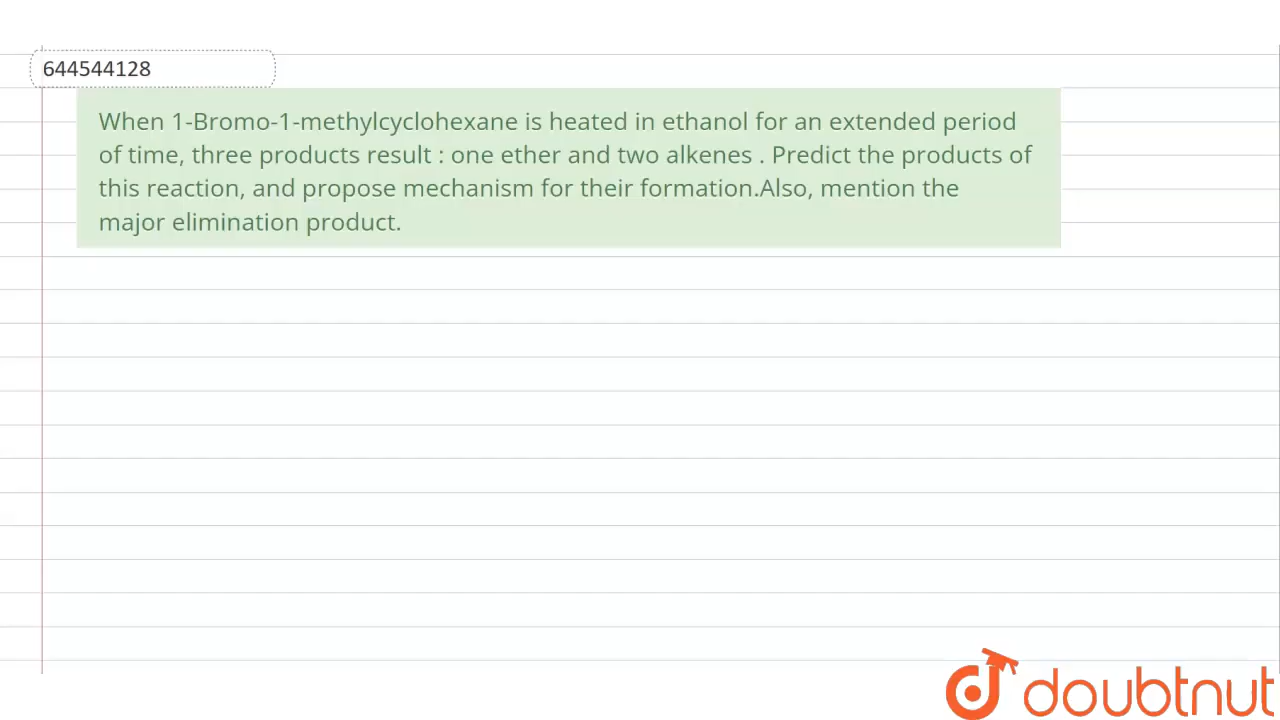 644544128
When 1-Bromo-1-methylcyclohexane is heated in ethanol for an extended period
of time, three products result : one ether and two alkenes . Predict the products of
this reaction, and propose mechanism for their formation.Also, mention the
major elimination product.
doubtnut